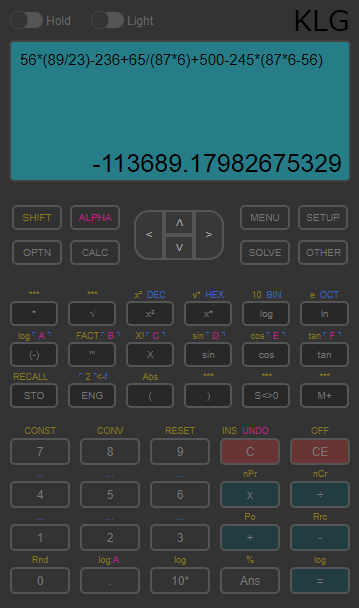 Hold Light KLG
56*(89/23)-236+65/(87*6)+500-245*(87*6-56)
-113689.17982675329
SHIFT ALPHA < ^ v > MENU SETUP
OPTN CALC SOLVE OTHER
*** *** x² DEC v* HEX 10 BIN e OCT
* √ x² x* log ln
log A FACT B X! C sin D cos E tan F
(-) '" X sin cos tan
RECALL Abs *** *** ***
STO ENG ( ) S<>0 M+
CONST CONV RESET INS UNDO OFF
7 8 9 C CE
... ... ... nPr nCr
4 5 6 x ÷
... ... ... Po Rrc
1 2 3 + -
Rnd log:A: log % log
0 . 10* Ans =